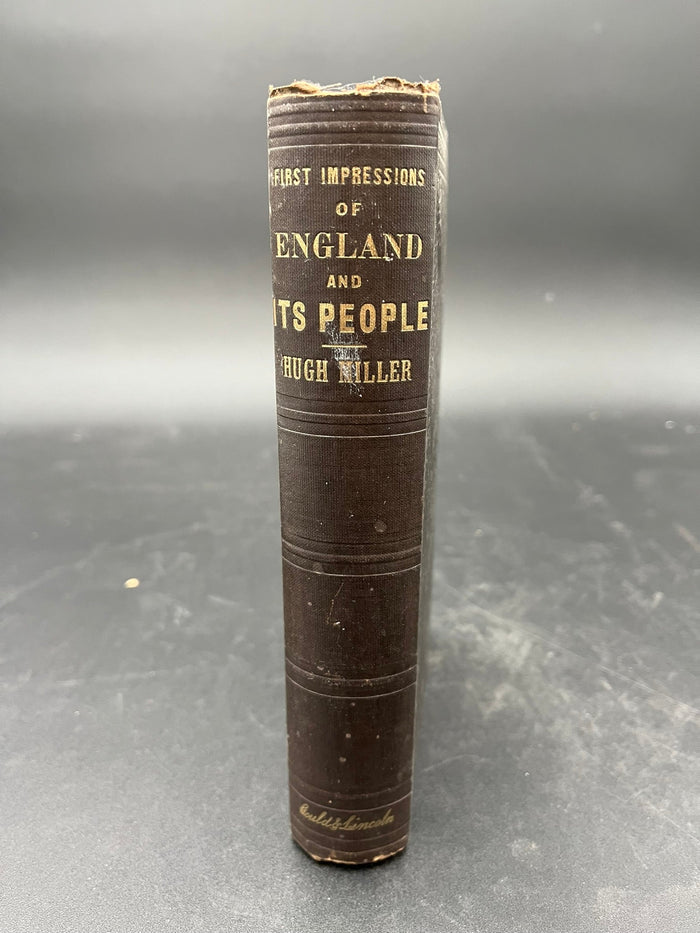 FIRST IMPRESSIONS
OF
ENGLAND
AND
ITS PEOPLE
HUGH MILLER
Gould & Lincoln